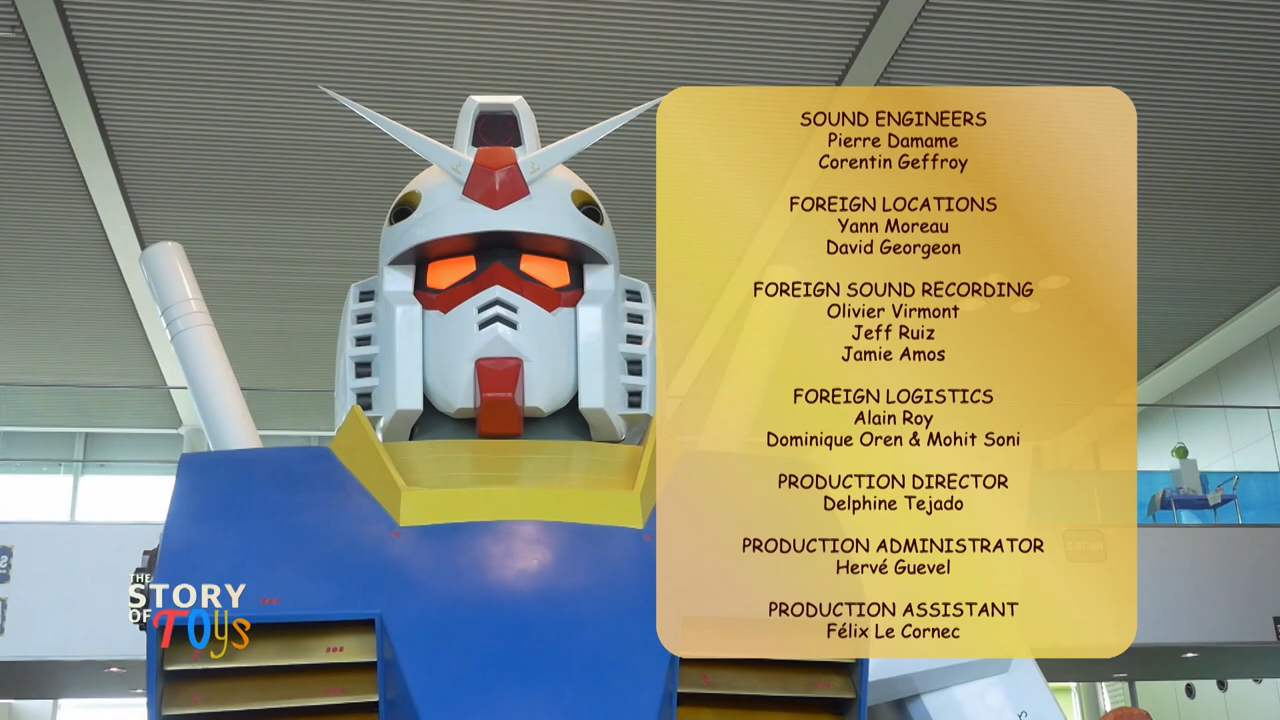 SOUND ENGINEERS
Pierre Damame
Corentin Geffroy
FOREIGN LOCATIONS
Yann Moreau
David Georgeon
FOREIGN SOUND RECORDING
Olivier Virmont
Jeff Ruiz
Jamie Amos
FOREIGN LOGISTICS
Alain Roy
Dominique Oren & Mohit Soni
PRODUCTION DIRECTOR
Delphine Tejado
PRODUCTION ADMINISTRATOR
Hervé Guevel
PRODUCTION ASSISTANT
Félix Le Cornec
THE
STORY
OF Toys